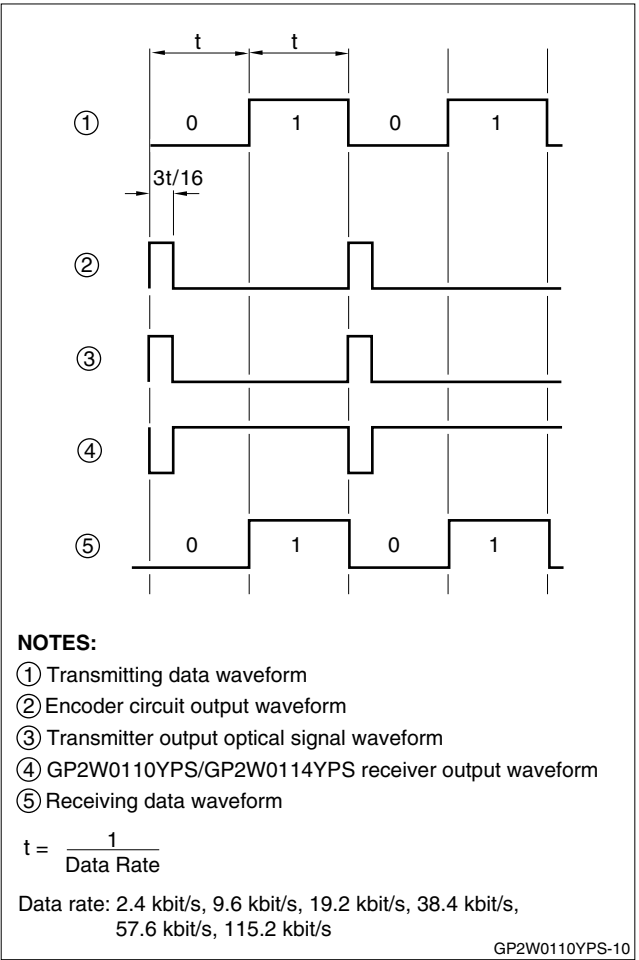 t t
① 0 1 0 1
3t/16
②
③
④
⑤ 0 1 0 1
NOTES:
① Transmitting data waveform
② Encoder circuit output waveform
③ Transmitter output optical signal waveform
④ GP2W0110YPS/GP2W0114YPS receiver output waveform
⑤ Receiving data waveform
t = 1
Data Rate
Data rate: 2.4 kbit/s, 9.6 kbit/s, 19.2 kbit/s, 38.4 kbit/s,
57.6 kbit/s, 115.2 kbit/s
GP2W0110YPS-10